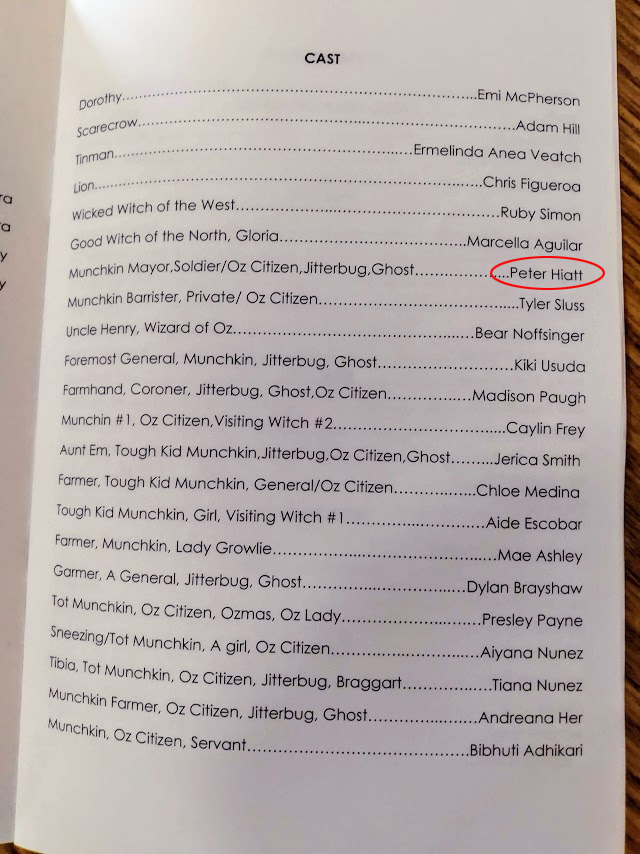 CAST
Dorothy....................Emi McPherson
Scarecrow....................Adam Hill
Tinman....................Ermelinda Anea Veatch
Lion....................Chris Figueroa
Wicked Witch of the West....................Ruby Simon
Good Witch of the North, Gloria....................Marcella Aguilar
Munchkin Mayor,Soldier/Oz Citizen,Jitterbug,Ghost....................Peter Hiatt
Munchkin Barrister, Private/ Oz Citizen....................Tyler Sluss
Uncle Henry, Wizard of Oz....................Bear Noffsinger
Foremost General, Munchkin, Jitterbug, Ghost....................Kiki Usuda
Farmhand, Coroner, Jitterbug, Ghost,Oz Citizen....................Madison Paugh
Munchin #1, Oz Citizen,Visiting Witch #2....................Caylin Frey
Aunt Em, Tough Kid Munchkin,Jitterbug,Oz Citizen,Ghost.........Jerica Smith
Farmer, Tough Kid Munchkin, General/Oz Citizen..............Chloe Medina
Tough Kid Munchkin, Girl, Visiting Witch #1....................Aide Escobar
Farmer, Munchkin, Lady Growlie....................Mae Ashley
Garmer, A General, Jitterbug, Ghost....................Dylan Brayshaw
Tot Munchkin, Oz Citizen, Ozmas, Oz Lady....................Presley Payne
Sneezing/Tot Munchkin, A girl, Oz Citizen....................Aiyana Nunez
Tibia, Tot Munchkin, Oz Citizen, Jitterbug, Braggart...............Tiana Nunez
Munchkin Farmer, Oz Citizen, Jitterbug, Ghost....................Andreana Her
Munchkin, Oz Citizen, Servant....................Bibhuti Adhikari